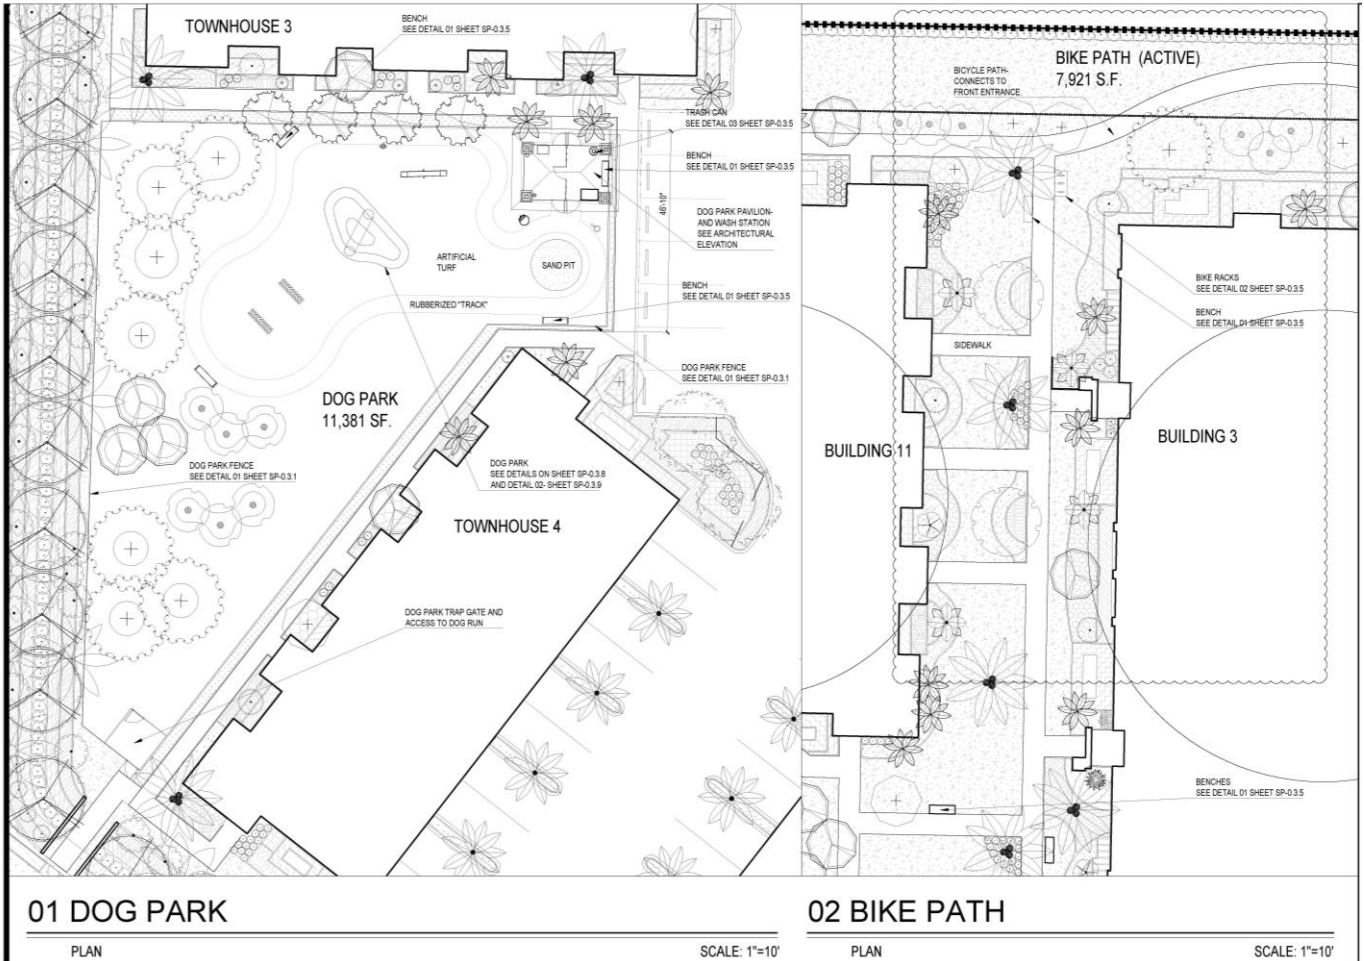 TOWNHOUSE 3
BENCH
SEE DETAIL 01 SHEET SP-0.3.5
TRASH CAN
SEE DETAIL 03 SHEET SP-0.3.5
BENCH
SEE DETAIL 01 SHEET SP-0.3.5
46'-10"
DOG PARK PAVILION-
AND WASH STATION
SEE ARCHITECTURAL
ELEVATION
ARTIFICIAL
TURF
SAND PIT
RUBBERIZED "TRACK"
BENCH
SEE DETAIL 01 SHEET SP-0.3.5
DOG PARK FENCE
SEE DETAIL 01 SHEET SP-0.3.1
DOG PARK
11,381 SF.
DOG PARK FENCE
SEE DETAIL 01 SHEET SP-0.3.1
DOG PARK
SEE DETAILS ON SHEET SP-0.3.8
AND DETAIL 02- SHEET SP-0.3.9
TOWNHOUSE 4
DOG PARK TRAP GATE AND
ACCESS TO DOG RUN
01 DOG PARK
PLAN
SCALE: 1"=10'
BIKE PATH (ACTIVE)
7,921 S.F.
BICYCLE PATH-
CONNECTS TO
FRONT ENTRANCE
BIKE RACKS
SEE DETAIL 02 SHEET SP-0.3.5
BENCH
SEE DETAIL 01 SHEET SP-0.3.5
SIDEWALK
BUILDING 11
BUILDING 3
BENCHES
SEE DETAIL 01 SHEET SP-0.3.5
02 BIKE PATH
PLAN
SCALE: 1"=10'